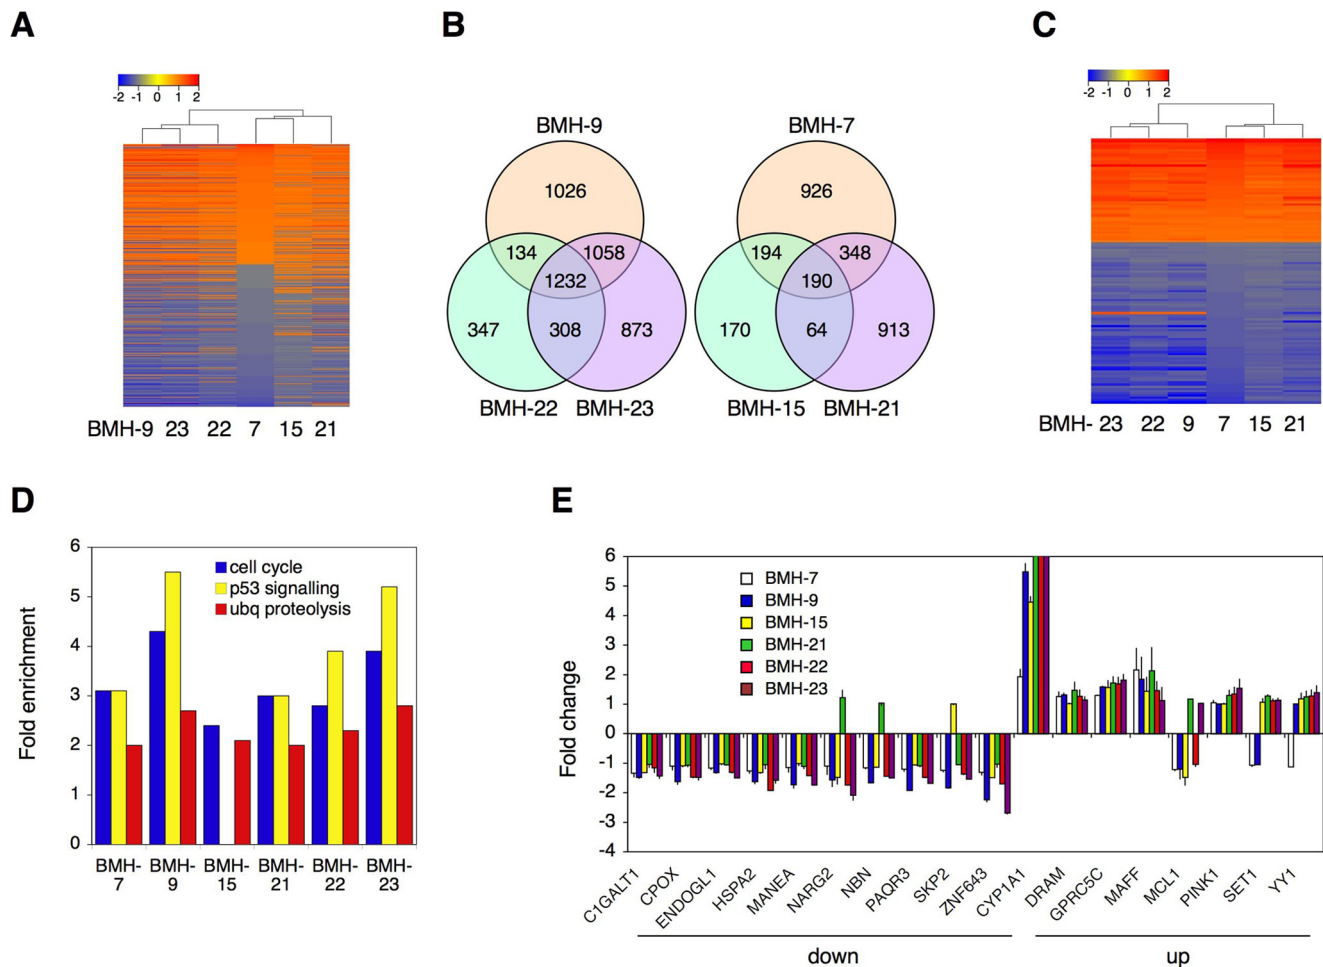 A
-2 -1 0 1 2
BMH-9 23 22 7 15 21
B
BMH-9
1026
134
1058
1232
347
308
873
BMH-22
BMH-23
BMH-7
926
194
348
190
170
64
913
BMH-15
BMH-21
C
-2 -1 0 1 2
BMH- 23 22 9 7 15 21
D
Fold enrichment
6
5
4
3
2
1
0
cell cycle
p53 signalling
ubq proteolysis
BMH-
7
BMH-
9
BMH-
15
BMH-
21
BMH-
22
BMH-
23
E
Fold change
6
5
4
3
2
1
0
-1
-2
-3
-4
BMH-7
BMH-9
BMH-15
BMH-21
BMH-22
BMH-23
C1GALT1
CPOX
ENDOGL1
HSPA2
MANEA
NARG2
NBN
PAQR3
SKP2
ZNF643
CYP1A1
DRAM
GPRC5C
MAFF
MCL1
PINK1
SET1
YY1
down
up